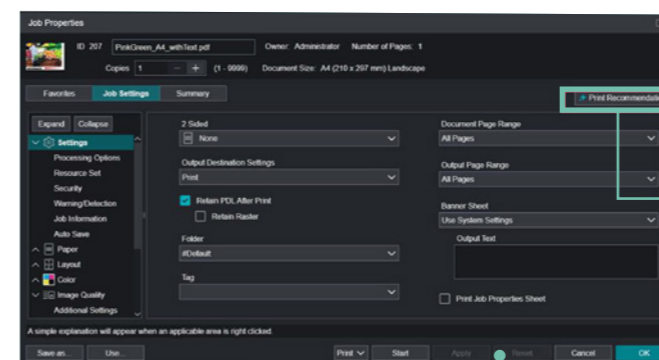 Job Properties
ID 207 PinkGreen_A4_withText.pdf Owner: Administrator Number of Pages: 1
Copies 1 − + (1 - 9999) Document Size: A4 (210 x 297 mm) Landscape
Favorites Job Settings Summary
Print Recommendatio
Expand Collapse
Settings
Processing Options
Resource Set
Security
Warning/Detection
Job Information
Auto Save
Paper
Layout
Color
Image Quality
Additional Settings
2 Sided
None
Output Destination Settings
Print
Retain PDL After Print
Retain Raster
Folder
#Default
Tag
Document Page Range
All Pages
Output Page Range
All Pages
Banner Sheet
Use System Settings
Output Text
Print Job Properties Sheet
A simple explanation will appear when an applicable area is right clicked.
Save as... Use... Print Start Apply Reset Cancel OK